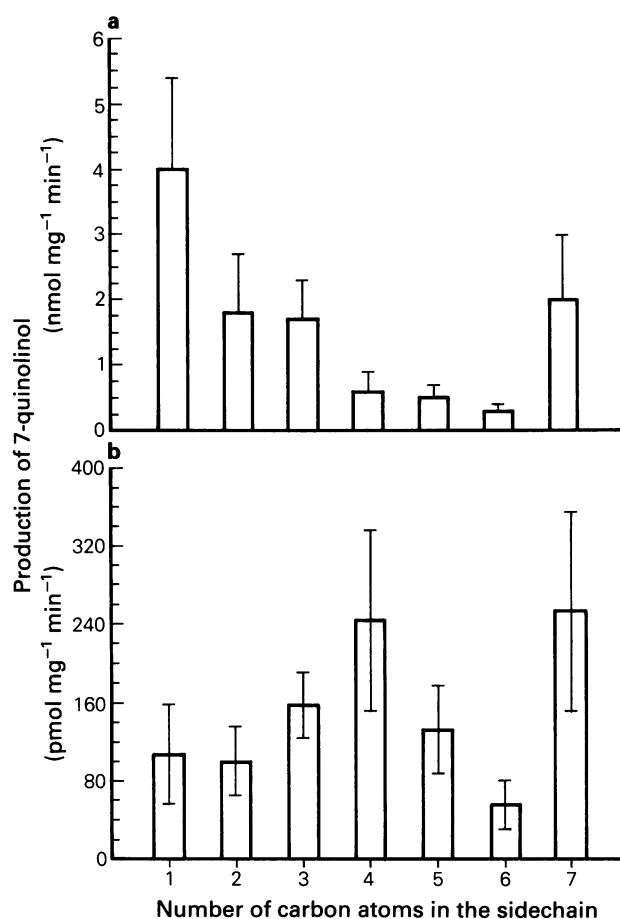 a
Production of 7-quinolinol
(nmol mg⁻¹ min⁻¹)
6
5
4
3
2
1
0
b
(pmol mg⁻¹ min⁻¹)
400
320
240
160
80
0
1 2 3 4 5 6 7
Number of carbon atoms in the sidechain